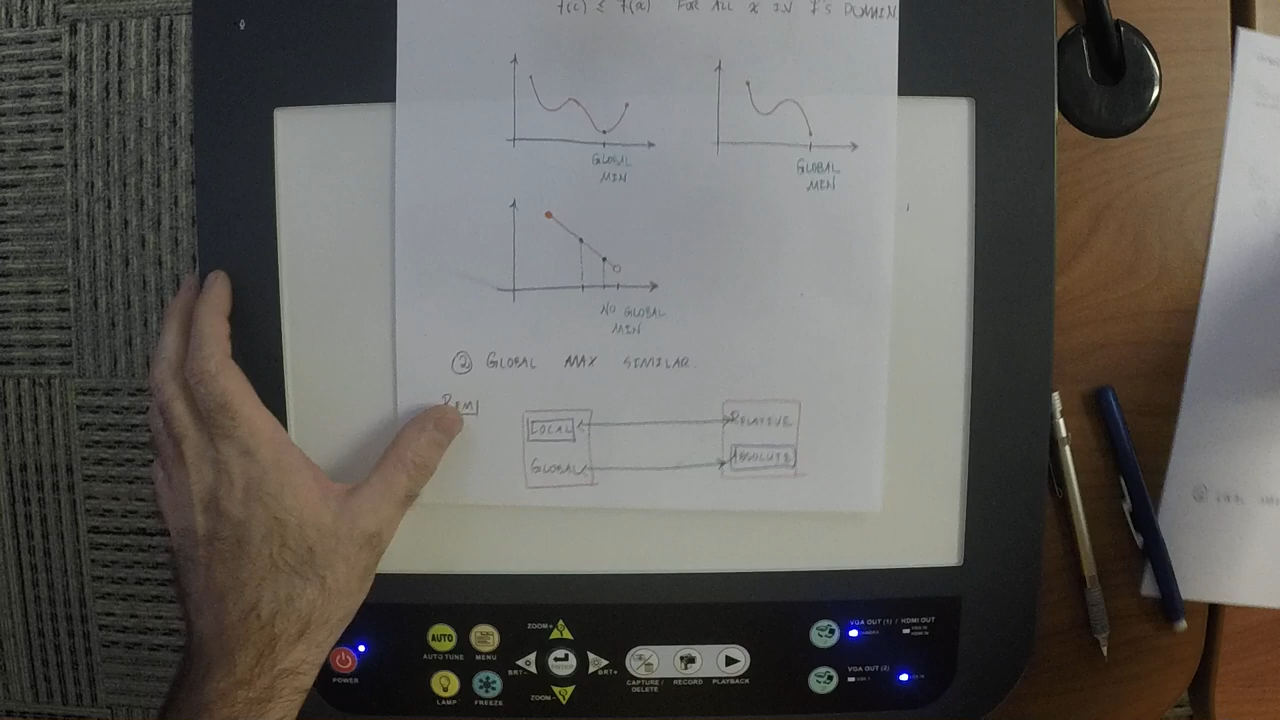 f(c) ≤ f(x) FOR ALL x IN f'S DOMAIN.
GLOBAL
MIN
GLOBAL
MIN
NO GLOBAL
MIN
② GLOBAL MAX SIMILAR.
REM
LOCAL
RELATIVE
GLOBAL
ABSOLUTE
VGA OUT (1) / HDMI OUT
ZOOM+
AUTO
AUTO TUNE
MENU
BRT-
BRT+
POWER
CAPTURE /
DELETE
RECORD
PLAYBACK
VGA OUT (2)
LAMP
FREEZE
ZOOM-